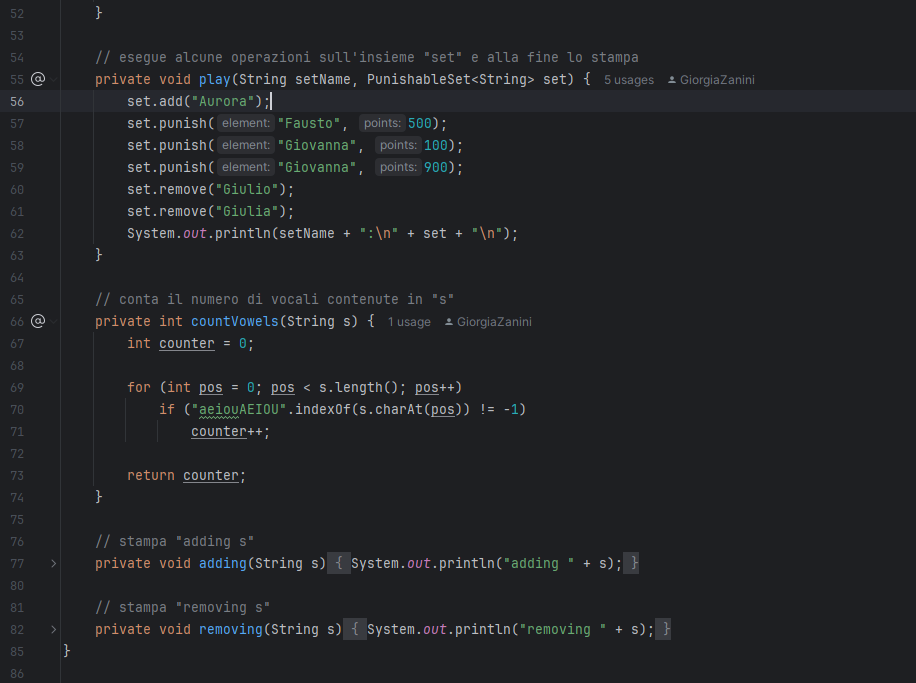 52 }
53
54 // esegue alcune operazioni sull'insieme "set" e alla fine lo stampa
55 @ private void play(String setName, PunishableSet<String> set) { 5 usages GiorgiaZanini
56 set.add("Aurora");
57 set.punish( element: "Fausto", points: 500);
58 set.punish( element: "Giovanna", points: 100);
59 set.punish( element: "Giovanna", points: 900);
60 set.remove("Giulio");
61 set.remove("Giulia");
62 System.out.println(setName + ":\n" + set + "\n");
63 }
64
65 // conta il numero di vocali contenute in "s"
66 @ private int countVowels(String s) { 1 usage GiorgiaZanini
67 int counter = 0;
68
69 for (int pos = 0; pos < s.length(); pos++)
70 if ("aeiouAEIOU".indexOf(s.charAt(pos)) != -1)
71 counter++;
72
73 return counter;
74 }
75
76 // stampa "adding s"
77 private void adding(String s) { System.out.println("adding " + s); }
80
81 // stampa "removing s"
82 private void removing(String s) { System.out.println("removing " + s); }
85 }
86